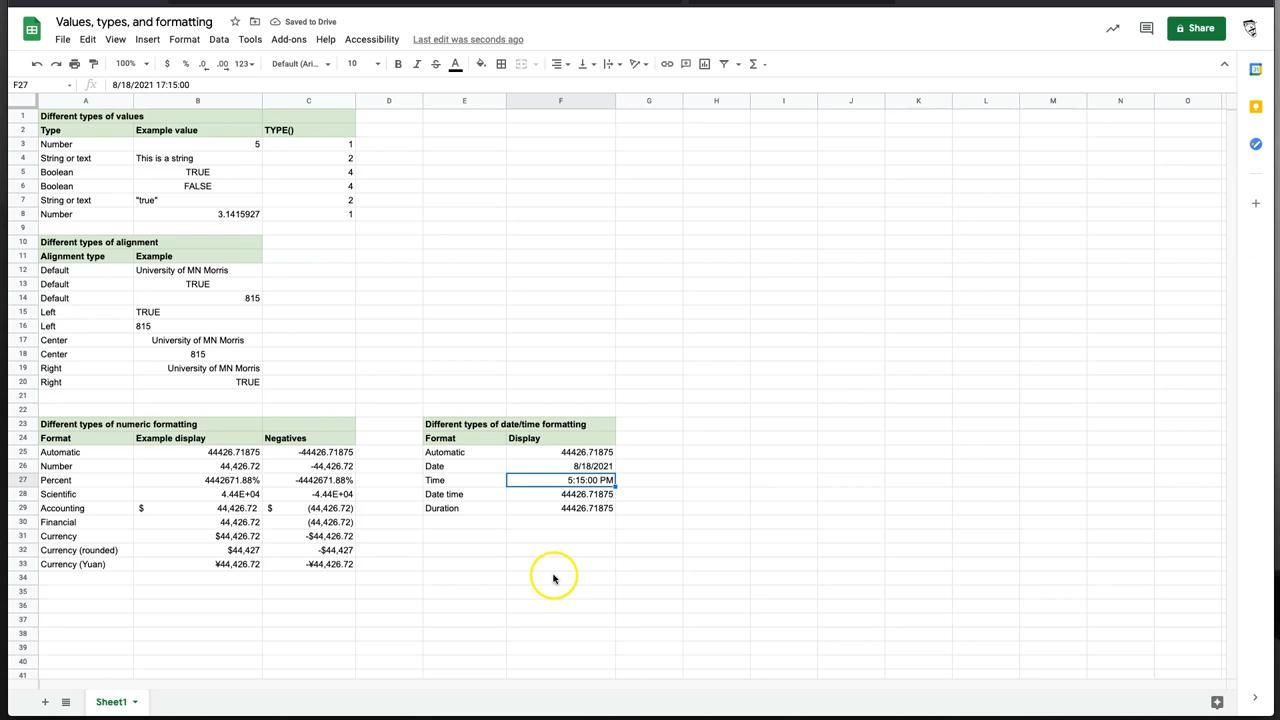 Values, types, and formatting Saved to Drive
File Edit View Insert Format Data Tools Add-ons Help Accessibility Last edit was seconds ago
Share
100% $ % .0 .00 123 Default (Ari... 10 B I S A Σ
F27 fx 8/18/2021 17:15:00
A B C D E F G H I J K L M N O
1 Different types of values
2 Type Example value TYPE()
3 Number 5 1
4 String or text This is a string 2
5 Boolean TRUE 4
6 Boolean FALSE 4
7 String or text "true" 2
8 Number 3.1415927 1
9
10 Different types of alignment
11 Alignment type Example
12 Default University of MN Morris
13 Default TRUE
14 Default 815
15 Left TRUE
16 Left 815
17 Center University of MN Morris
18 Center 815
19 Right University of MN Morris
20 Right TRUE
21
22
23 Different types of numeric formatting Different types of date/time formatting
24 Format Example display Negatives Format Display
25 Automatic 44426.71875 -44426.71875 Automatic 44426.71875
26 Number 44,426.72 -44,426.72 Date 8/18/2021
27 Percent 4442671.88% -4442671.88% Time 5:15:00 PM
28 Scientific 4.44E+04 -4.44E+04 Date time 44426.71875
29 Accounting $ 44,426.72 $ (44,426.72) Duration 44426.71875
30 Financial 44,426.72 (44,426.72)
31 Currency $44,426.72 -$44,426.72
32 Currency (rounded) $44,427 -$44,427
33 Currency (Yuan) ¥44,426.72 -¥44,426.72
34
35
36
37
38
39
40
41
Sheet1